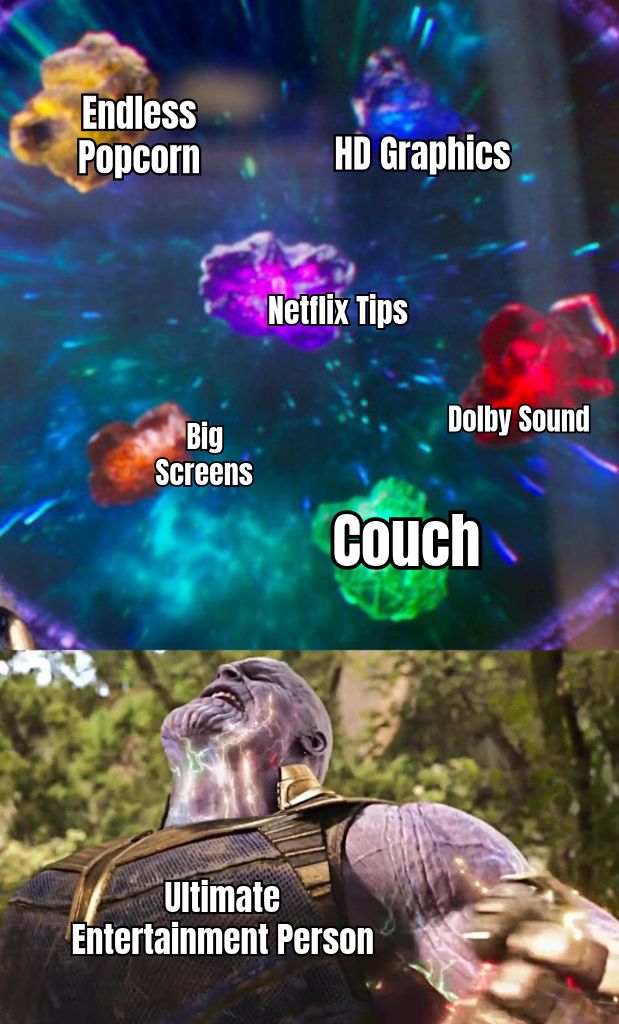 Endless
Popcorn
HD Graphics
Netflix Tips
Dolby Sound
Big
Screens
Couch
Ultimate
Entertainment Person